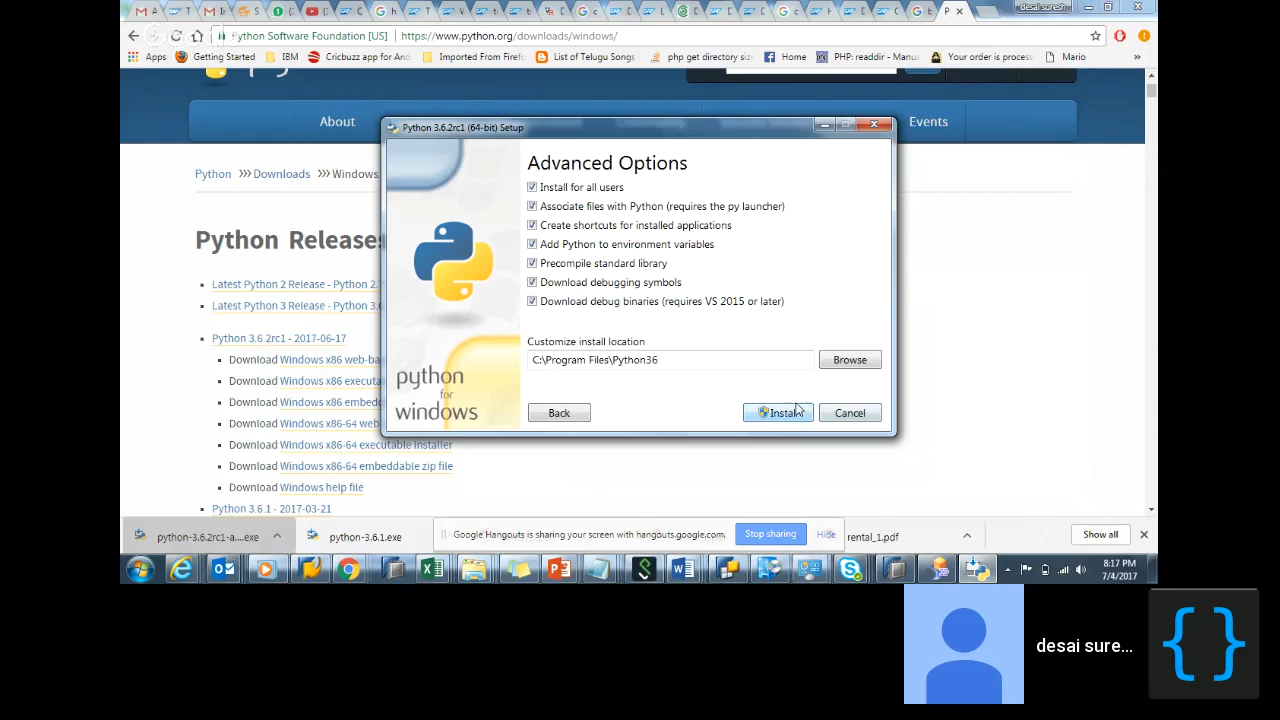 desai suresh
Python Software Foundation [US]
https://www.python.org/downloads/windows/
Apps
Getting Started
IBM
Cricbuzz cap for And
Imported From Firefo
List of Telugu Songs
php get directory size
Home
PHP: readdir - Manua
Your order is process
Mario
About
Events
Python >>> Downloads >>> Windows
Python Releases
Latest Python 2 Release - Python 2.
Latest Python 3 Release - Python 3.
Python 3.6.2rc1 - 2017-06-17
Download Windows x86 web-ba
Download Windows x86 executa
Download Windows x86 embedd
Download Windows x86-64 web
Download Windows x86-64 executable installer
Download Windows x86-64 embeddable zip file
Download Windows help file
Python 3.6.1 - 2017-03-21
Python 3.6.2rc1 (64-bit) Setup
Advanced Options
Install for all users
Associate files with Python (requires the py launcher)
Create shortcuts for installed applications
Add Python to environment variables
Precompile standard library
Download debugging symbols
Download debug binaries (requires VS 2015 or later)
Customize install location
C:\Program Files\Python36
Browse
python
for
windows
Back
Install
Cancel
python-3.6.2rc1-a....exe
python-3.6.1.exe
Google Hangouts is sharing your screen with hangouts.google.com.
Stop sharing
Hide
rental_1.pdf
Show all
8:17 PM
7/4/2017
desai sure...
{}